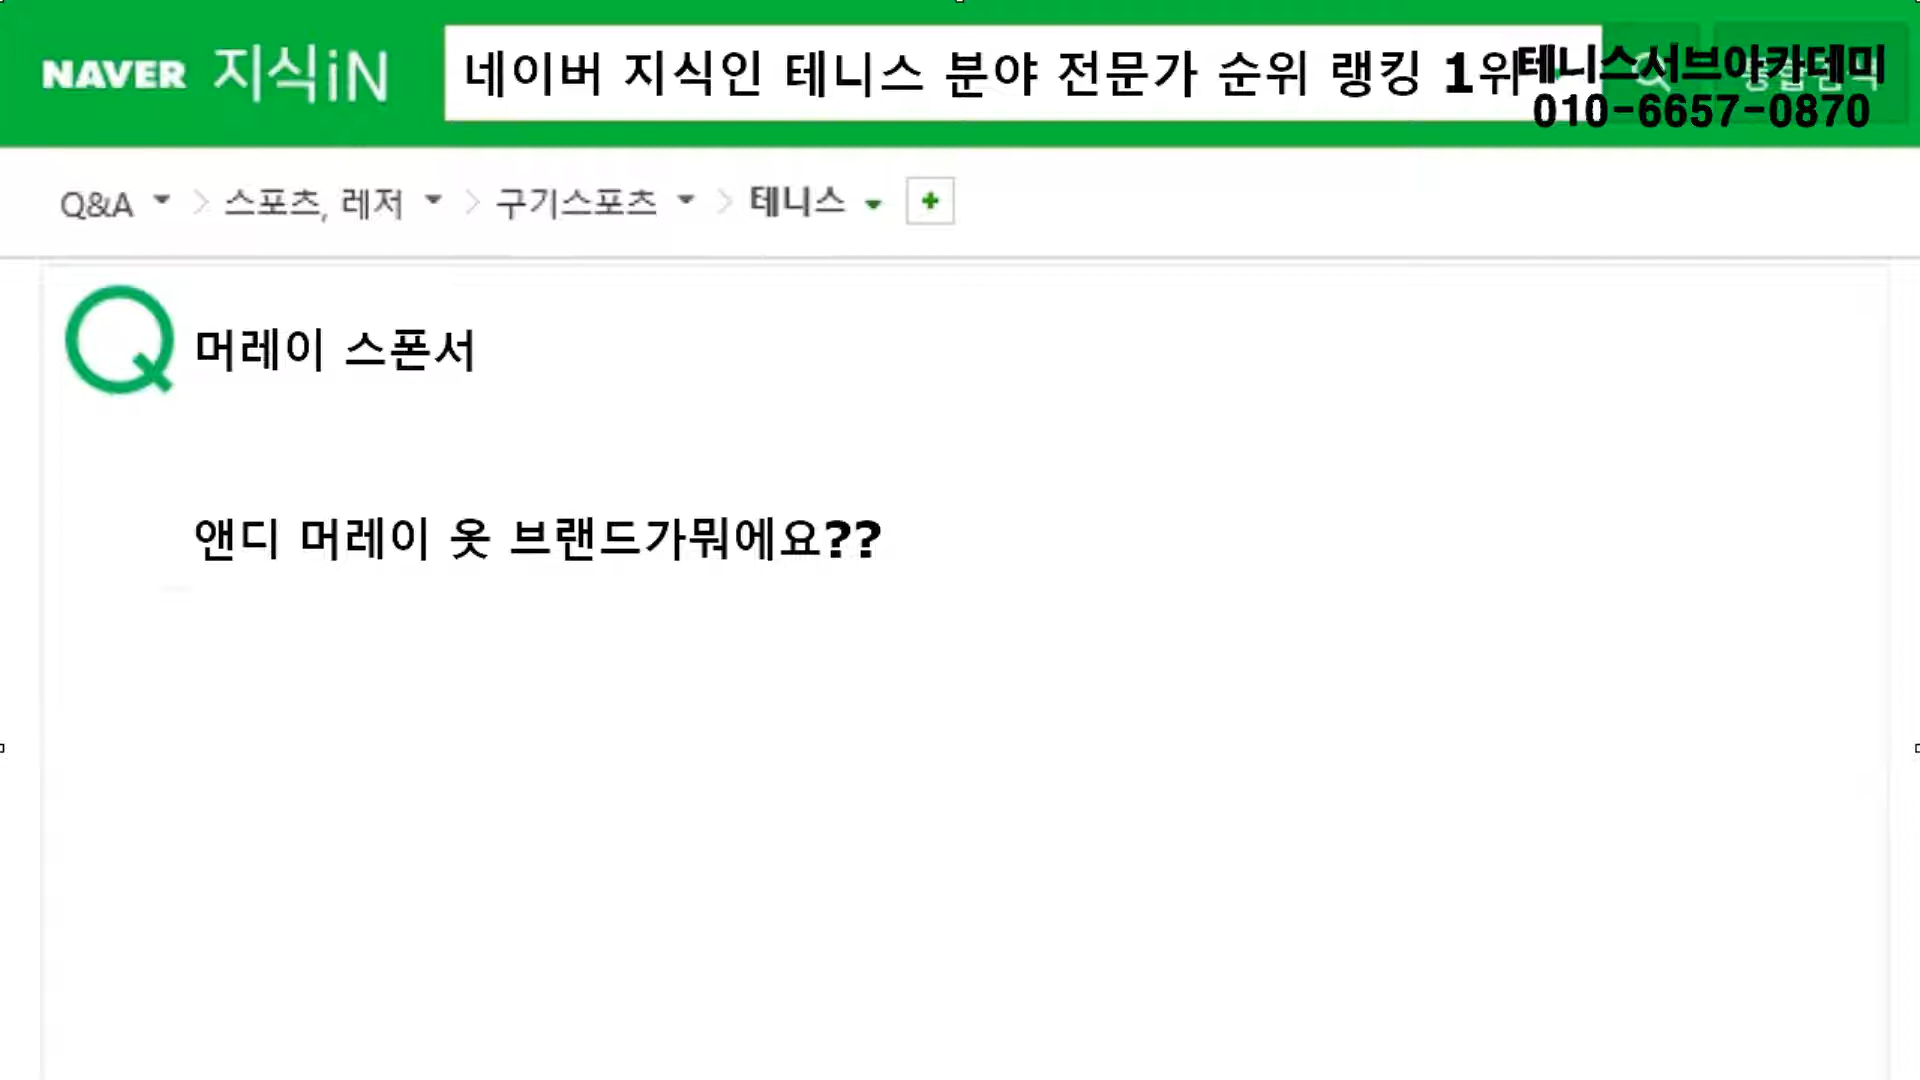 NAVER 지식iN
네이버 지식인 테니스 분야 전문가 순위 랭킹 1위
테니스서브아카데미
010-6657-0870
Q&A 스포츠, 레저 구기스포츠 테니스 +
Q 머레이 스폰서
앤디 머레이 옷 브랜드가뭐에요??